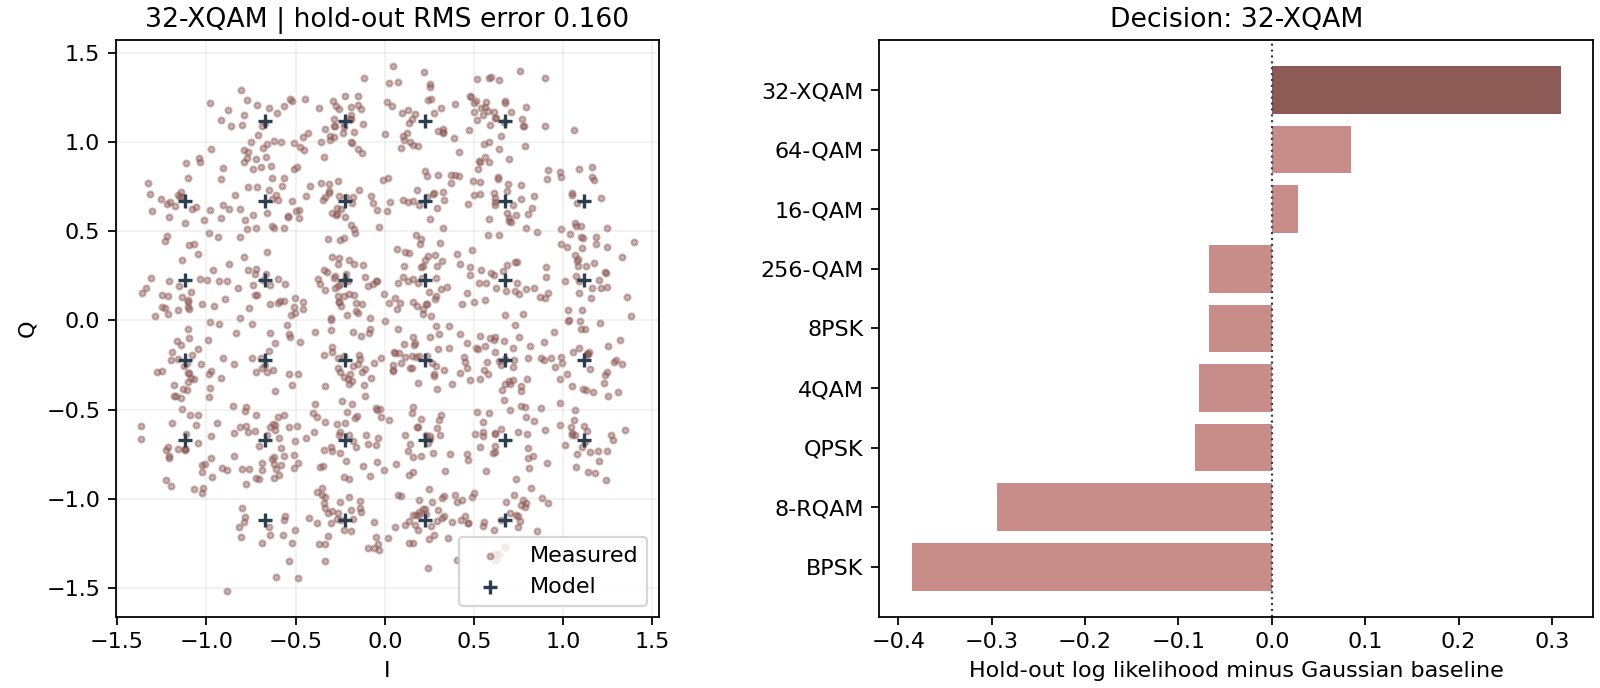 32-XQAM | hold-out RMS error 0.160
1.5
1.0
0.5
0.0
−0.5
−1.0
−1.5
Q
−1.5
−1.0
−0.5
0.0
0.5
1.0
1.5
I
Measured
Model
Decision: 32-XQAM
32-XQAM
64-QAM
16-QAM
256-QAM
8PSK
4QAM
QPSK
8-RQAM
BPSK
−0.4
−0.3
−0.2
−0.1
0.0
0.1
0.2
0.3
Hold-out log likelihood minus Gaussian baseline